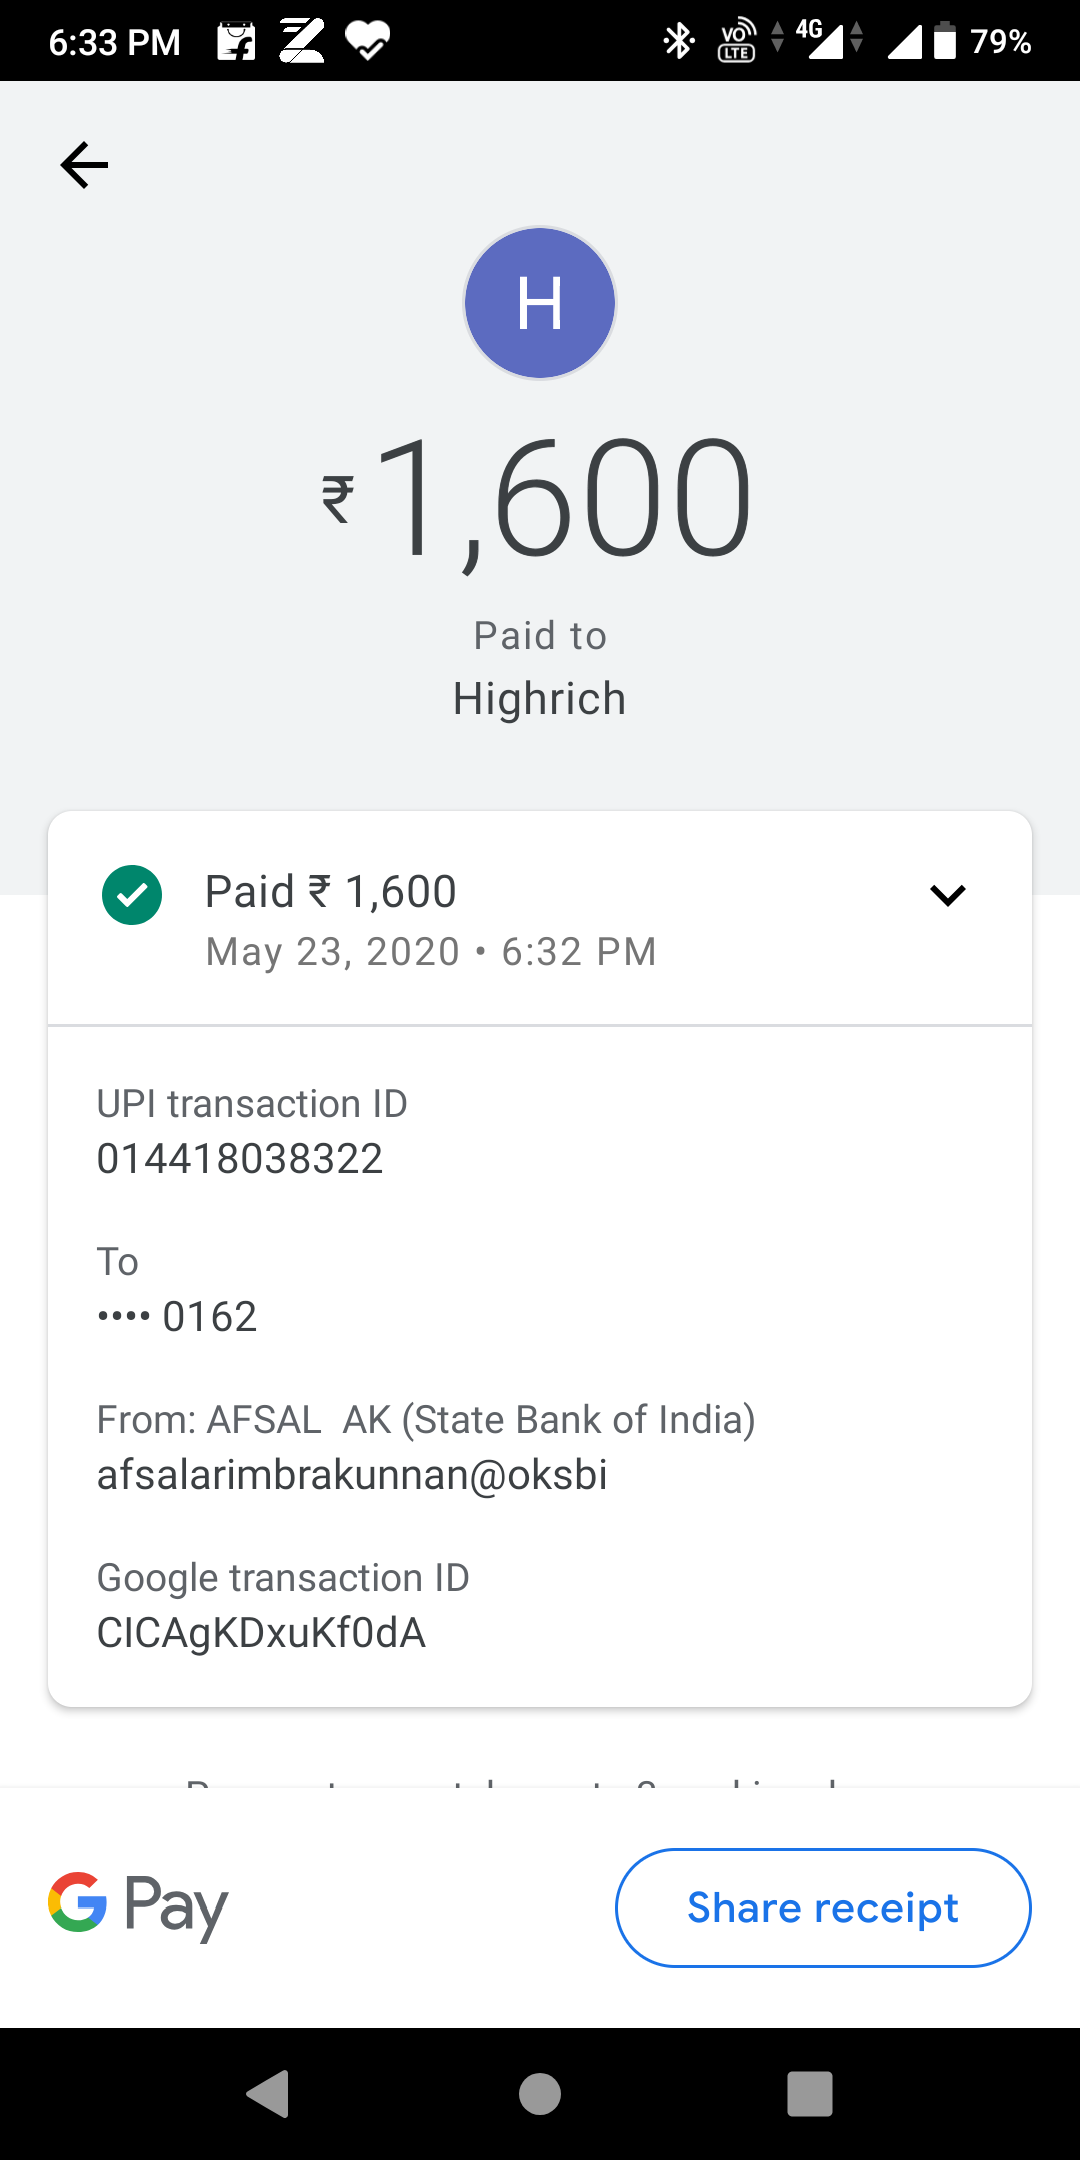 6:33 PM VO LTE 4G 79%
H
₹1,600
Paid to
Highrich
Paid ₹ 1,600
May 23, 2020 • 6:32 PM
UPI transaction ID
014418038322
To
•••• 0162
From: AFSAL  AK (State Bank of India)
afsalarimbrakunnan@oksbi
Google transaction ID
CICAgKDxuKf0dA
G Pay
Share receipt